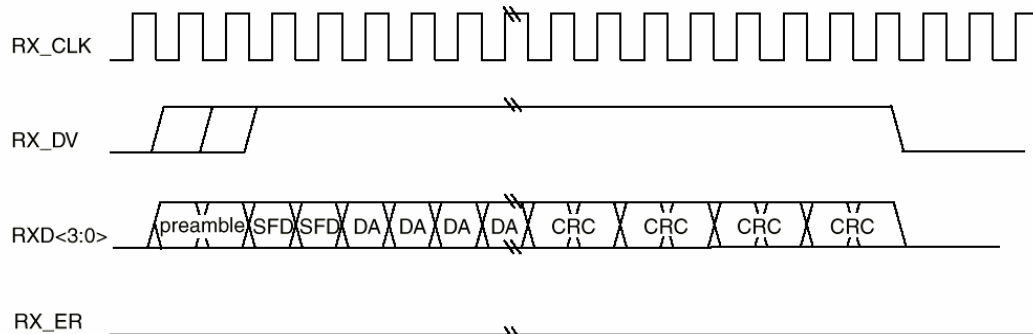 RX_CLK
RX_DV
RXD<3:0> preamble SFD SFD DA DA DA DA CRC CRC CRC CRC
RX_ER